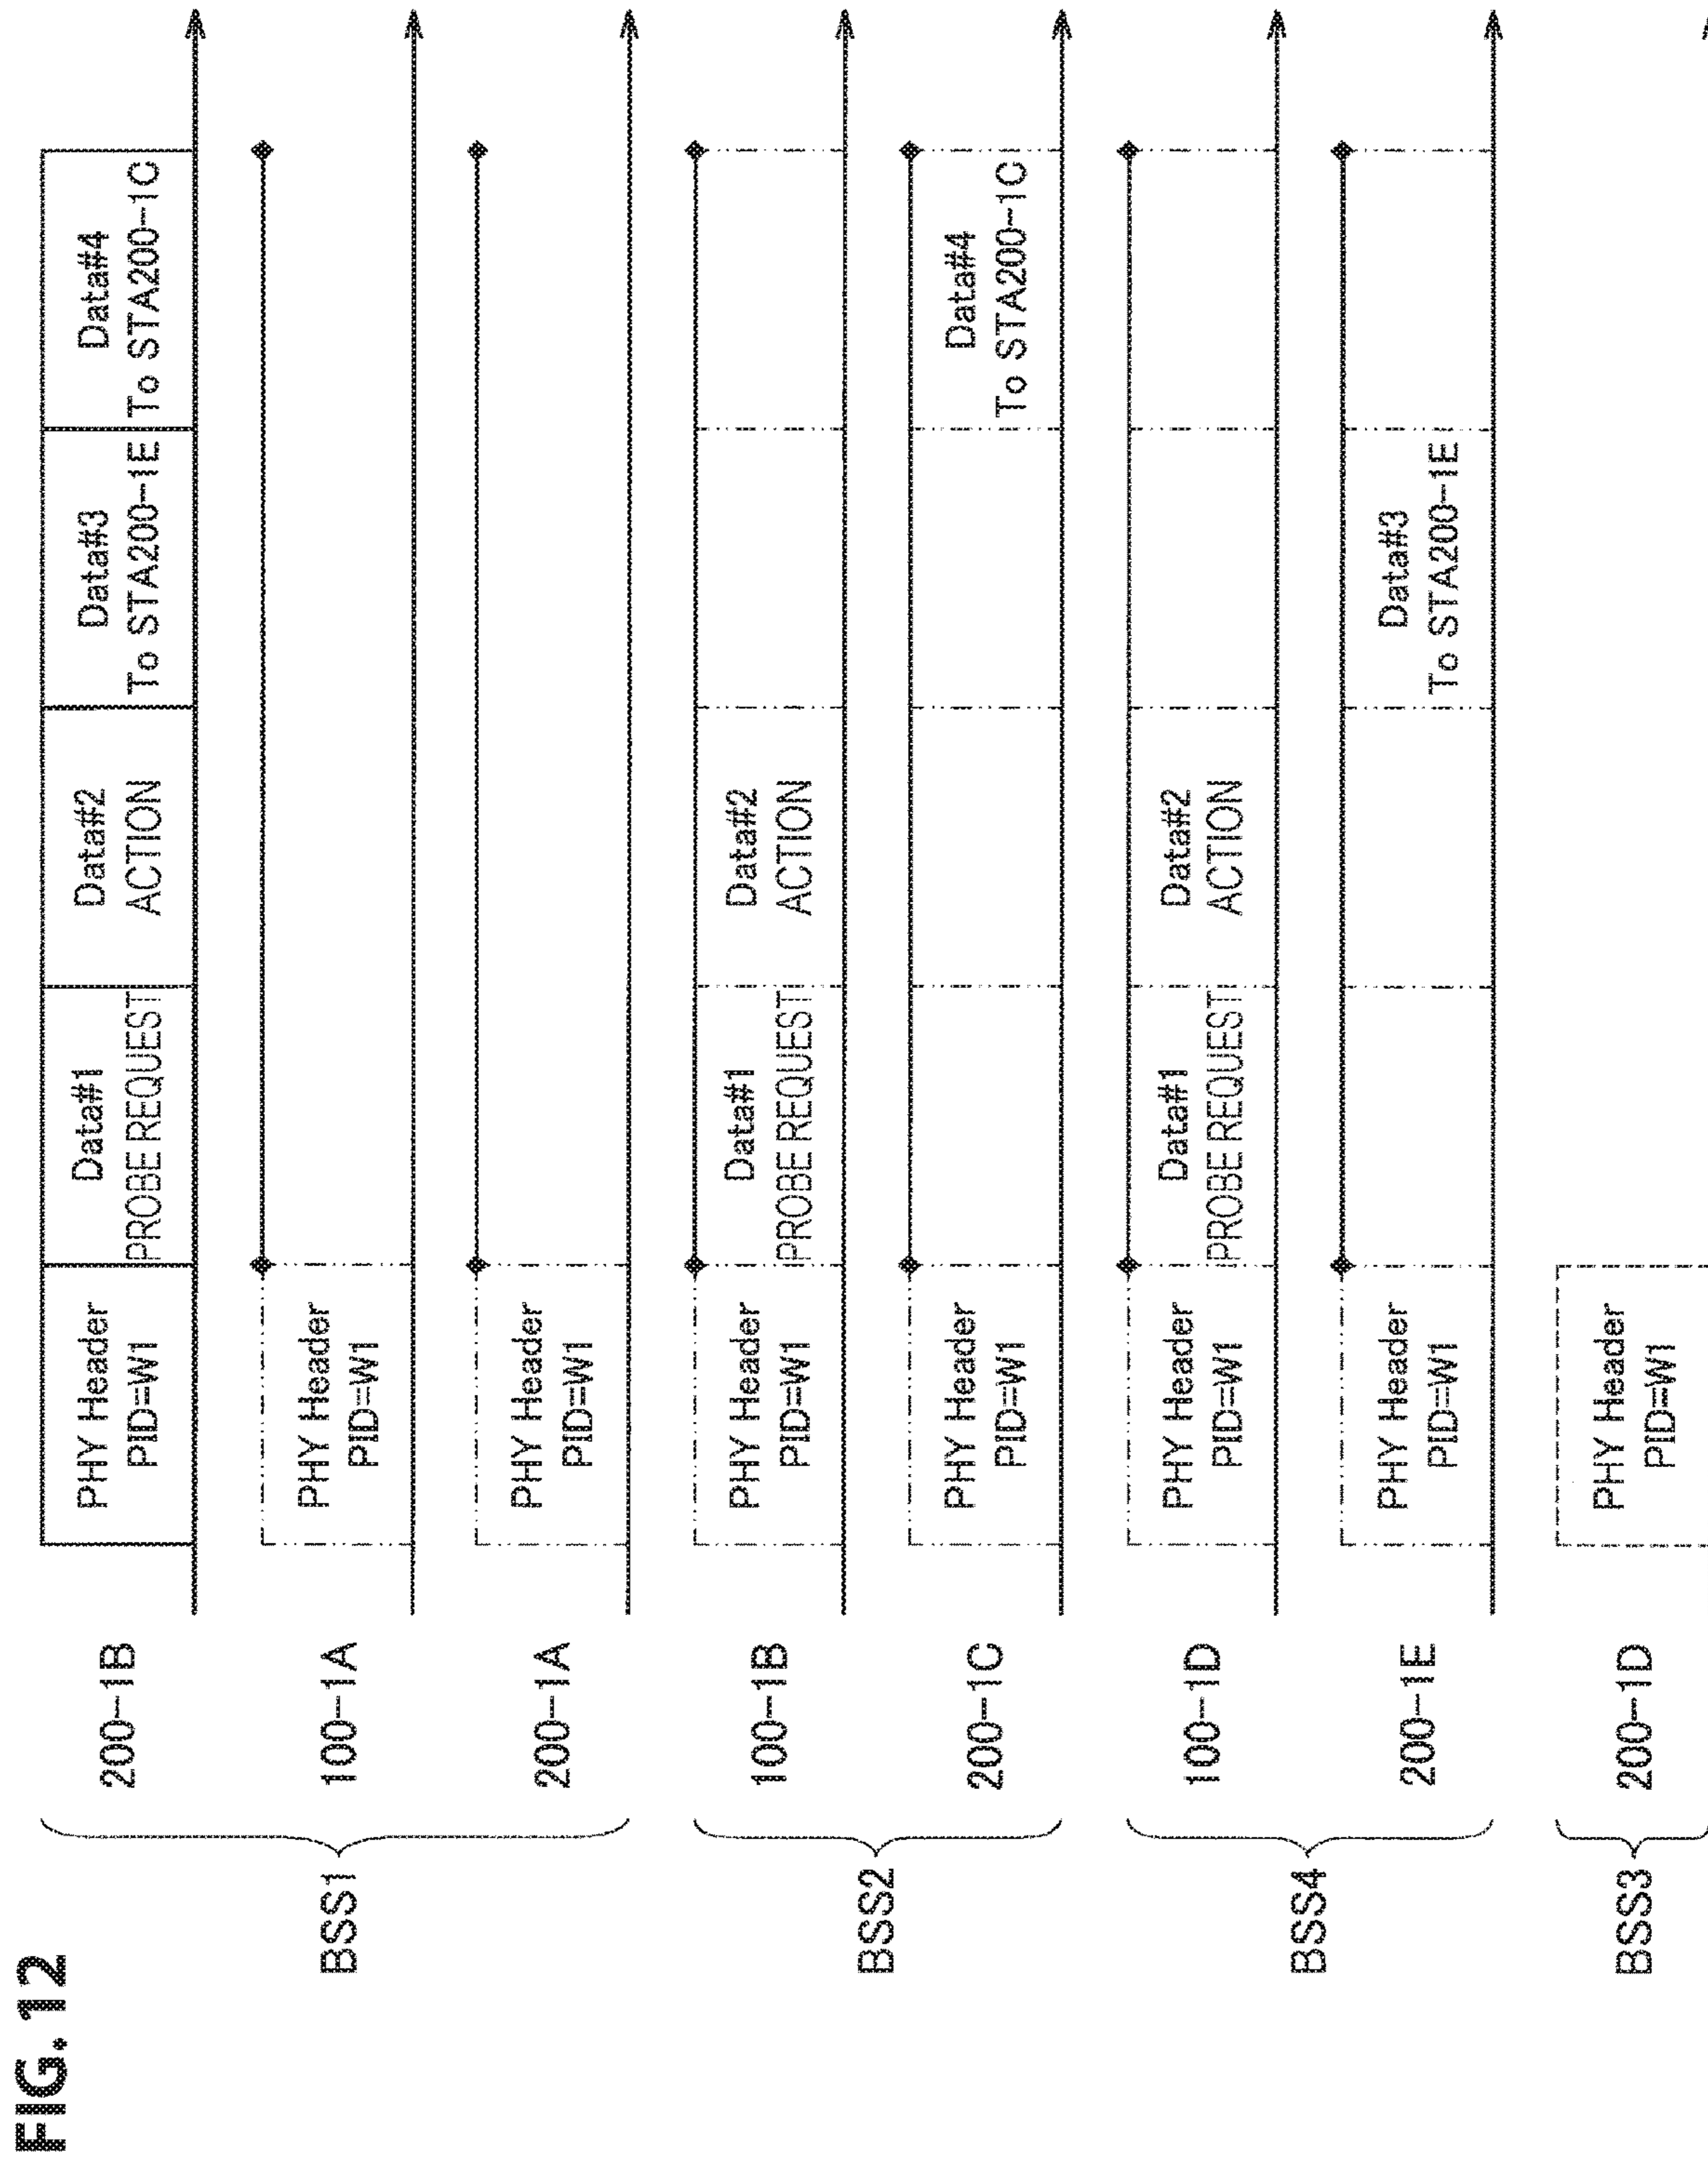 FIG. 12
BSS1
200-1B
PHY Header
PID=W1
Data#1
PROBE REQUEST
Data#2
ACTION
Data#3
To STA200-1E
Data#4
To STA200-1C
100-1A
PHY Header
PID=W1
200-1A
PHY Header
PID=W1
BSS2
100-1B
PHY Header
PID=W1
Data#1
PROBE REQUEST
Data#2
ACTION
200-1C
PHY Header
PID=W1
Data#4
To STA200-1C
BSS4
100-1D
PHY Header
PID=W1
Data#1
PROBE REQUEST
Data#2
ACTION
200-1E
PHY Header
PID=W1
Data#3
To STA200-1E
BSS3
200-1D
PHY Header
PID=W1